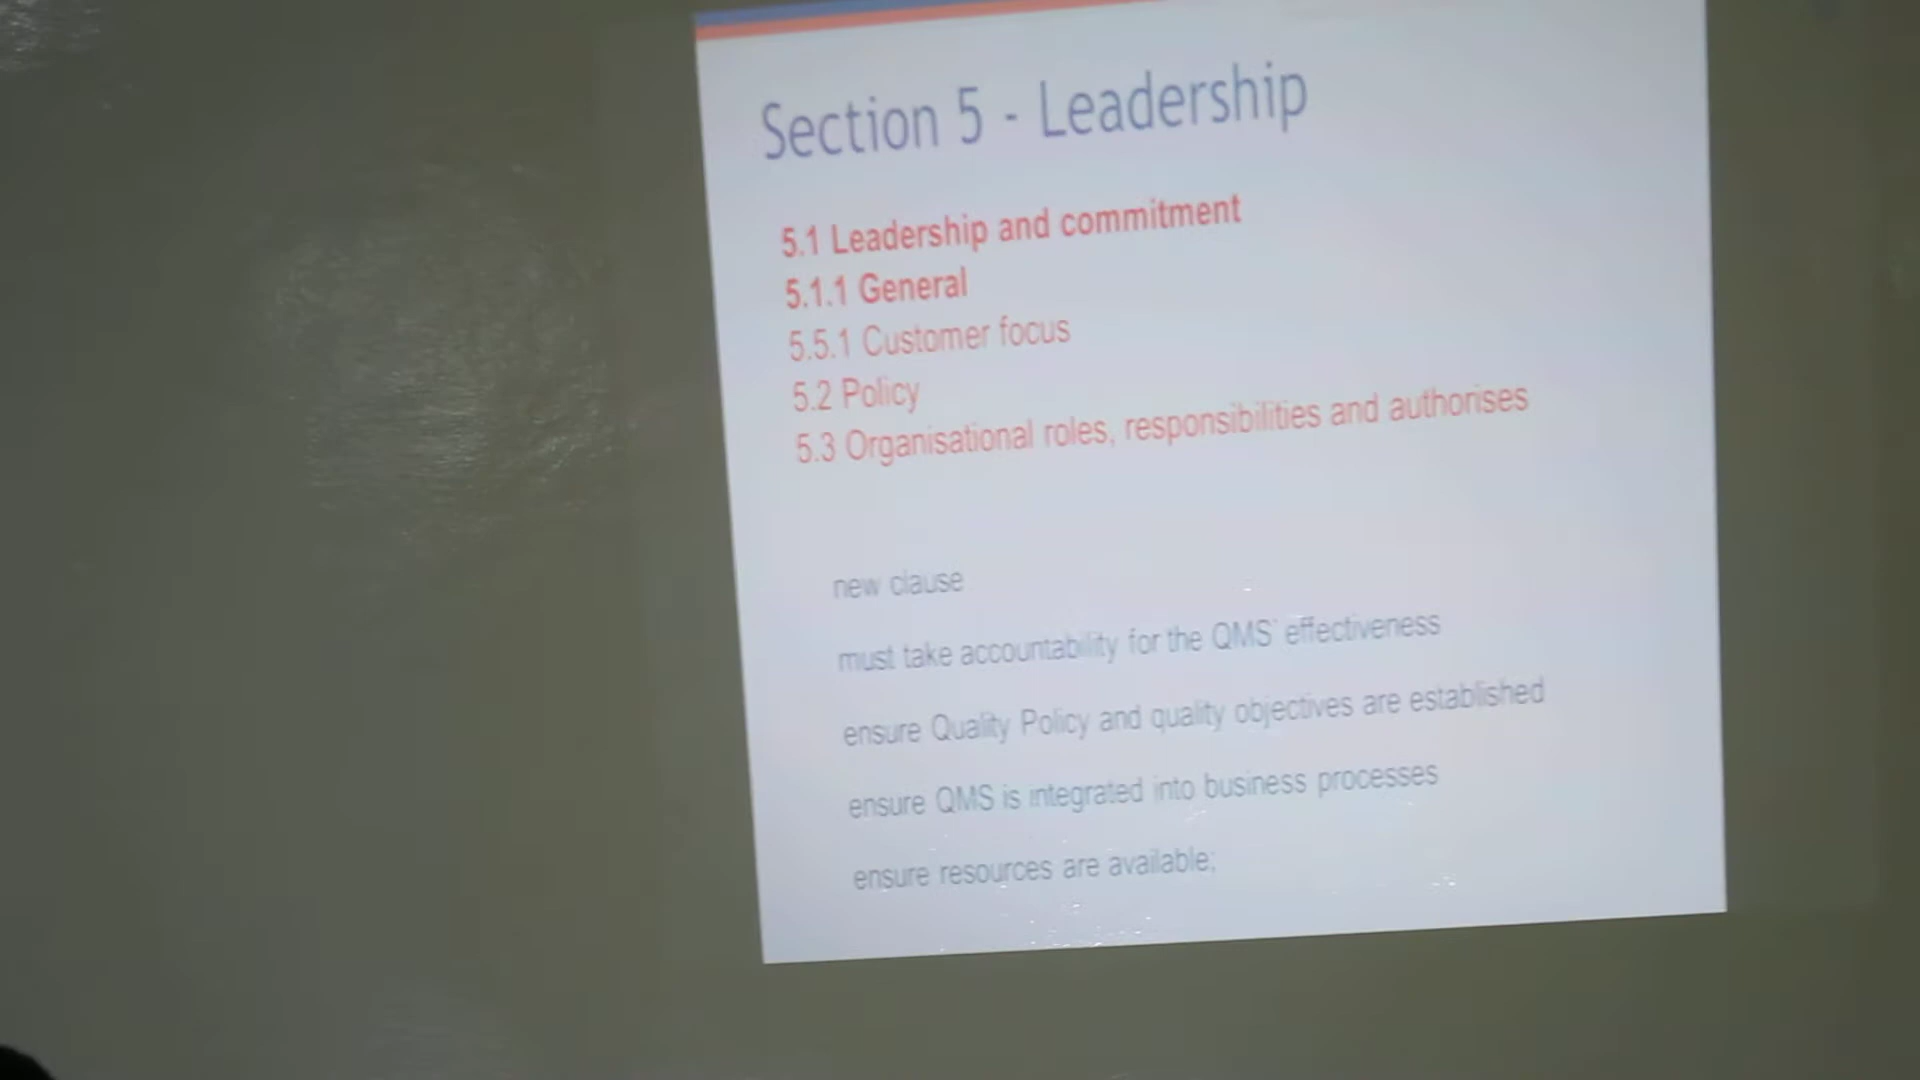 Section 5 - Leadership
5.1 Leadership and commitment
5.1.1 General
5.5.1 Customer focus
5.2 Policy
5.3 Organisational roles, responsibilities and authorises
new clause
must take accountability for the QMS' effectiveness
ensure Quality Policy and quality objectives are established
ensure QMS is integrated into business processes
ensure resources are available;